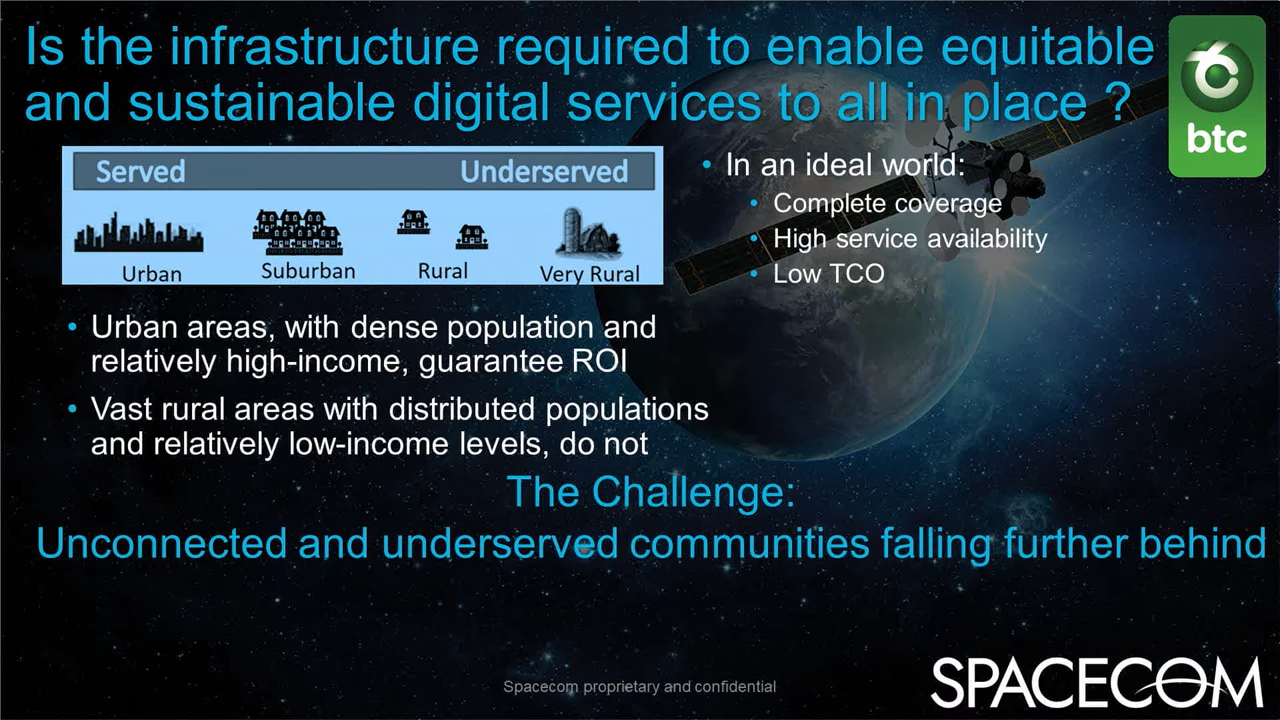 Is the infrastructure required to enable equitable
and sustainable digital services to all in place ?
btc
Served Underserved
Urban Suburban Rural Very Rural
• In an ideal world:
• Complete coverage
• High service availability
• Low TCO
• Urban areas, with dense population and
relatively high-income, guarantee ROI
• Vast rural areas with distributed populations
and relatively low-income levels, do not
The Challenge:
Unconnected and underserved communities falling further behind
Spacecom proprietary and confidential
SPACECOM